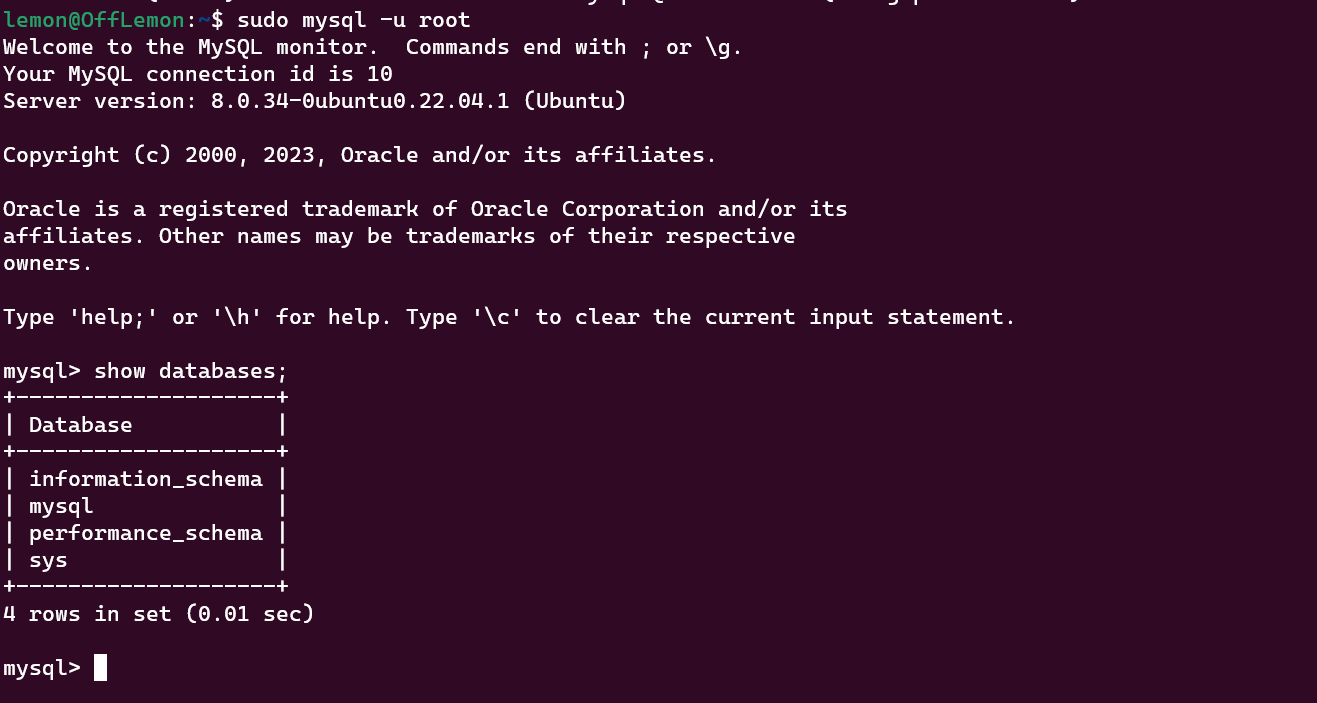 lemon@OffLemon:~$ sudo mysql -u root
Welcome to the MySQL monitor.  Commands end with ; or \g.
Your MySQL connection id is 10
Server version: 8.0.34-0ubuntu0.22.04.1 (Ubuntu)

Copyright (c) 2000, 2023, Oracle and/or its affiliates.

Oracle is a registered trademark of Oracle Corporation and/or its
affiliates. Other names may be trademarks of their respective
owners.

Type 'help;' or '\h' for help. Type '\c' to clear the current input statement.

mysql> show databases;
+--------------------+
| Database           |
+--------------------+
| information_schema |
| mysql              |
| performance_schema |
| sys                |
+--------------------+
4 rows in set (0.01 sec)

mysql>